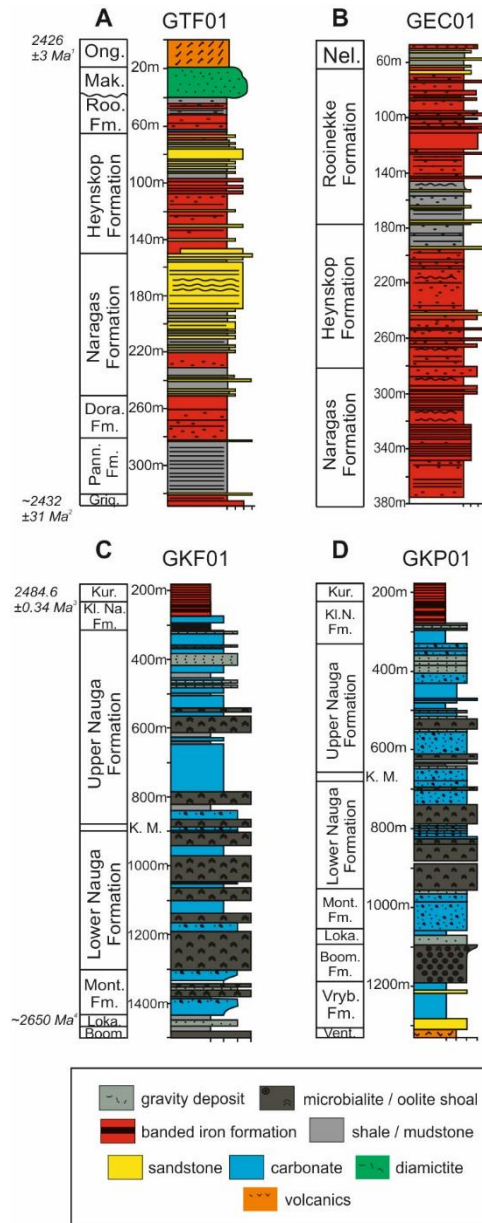 A GTF01
2426
±3 Ma¹
Ong.
20m
Mak.
Roo.
Fm.
60m
Heynskop
Formation
100m
140m
Naragas
Formation
180m
220m
Dora.
Fm.
260m
Pann.
Fm.
300m
Griq.
~2432
±31 Ma²
B GEC01
Nel.
60m
Rooinekke
Formation
100m
140m
180m
Heynskop
Formation
220m
260m
Naragas
Formation
300m
340m
380m
C GKF01
2484.6
±0.34 Ma³
200m
Kur.
Kl. Na.
Fm.
400m
Upper Nauga
Formation
600m
800m
K. M.
Lower Nauga
Formation
1000m
1200m
Mont.
Fm.
1400m
~2650 Ma⁴
Loka.
Boom.
D GKP01
Kur.
200m
Kl.N.
Fm.
400m
Upper Nauga
Formation
600m
K. M.
Lower Nauga
Formation
800m
Mont.
Fm.
1000m
Loka.
Boom.
Fm.
1200m
Vryb.
Fm.
Vent.
gravity deposit microbialite / oolite shoal
banded iron formation shale / mudstone
sandstone carbonate diamictite
volcanics